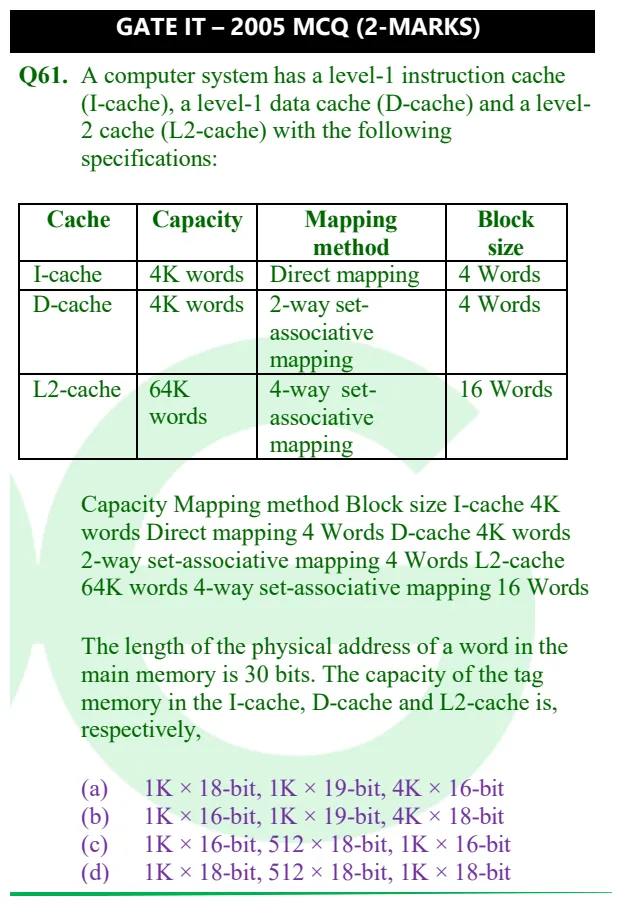 GATE IT – 2005 MCQ (2-MARKS)
Q61. A computer system has a level-1 instruction cache
(I-cache), a level-1 data cache (D-cache) and a level-
2 cache (L2-cache) with the following
specifications:
Cache Capacity Mapping Block
method size
I-cache 4K words Direct mapping 4 Words
D-cache 4K words 2-way set- 4 Words
associative
mapping
L2-cache 64K 4-way set- 16 Words
words associative
mapping
Capacity Mapping method Block size I-cache 4K
words Direct mapping 4 Words D-cache 4K words
2-way set-associative mapping 4 Words L2-cache
64K words 4-way set-associative mapping 16 Words
The length of the physical address of a word in the
main memory is 30 bits. The capacity of the tag
memory in the I-cache, D-cache and L2-cache is,
respectively,
(a) 1K × 18-bit, 1K × 19-bit, 4K × 16-bit
(b) 1K × 16-bit, 1K × 19-bit, 4K × 18-bit
(c) 1K × 16-bit, 512 × 18-bit, 1K × 16-bit
(d) 1K × 18-bit, 512 × 18-bit, 1K × 18-bit